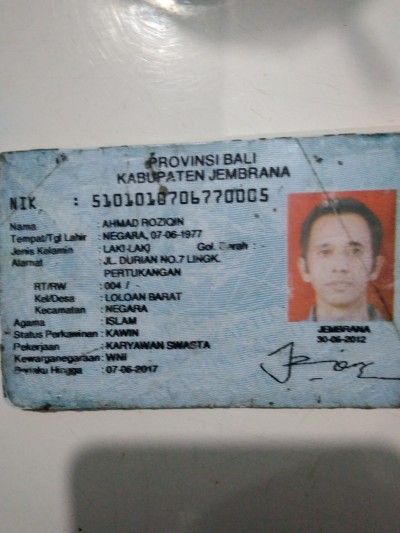 PROVINSI BALI
KABUPATEN JEMBRANA
NIK : 5101010706770005
Nama : AHMAD ROZIQIN
Tempat/Tgl Lahir : NEGARA, 07-06-1977
Jenis Kelamin : LAKI-LAKI Gol. Darah : -
Alamat : JL. DURIAN NO.7 LINGK.
PERTUKANGAN
RT/RW : 004 / -
Kel/Desa : LOLOAN BARAT
Kecamatan : NEGARA
Agama : ISLAM
Status Perkawinan : KAWIN
Pekerjaan : KARYAWAN SWASTA
Kewarganegaraan : WNI
Berlaku Hingga : 07-06-2017
JEMBRANA
30-06-2012